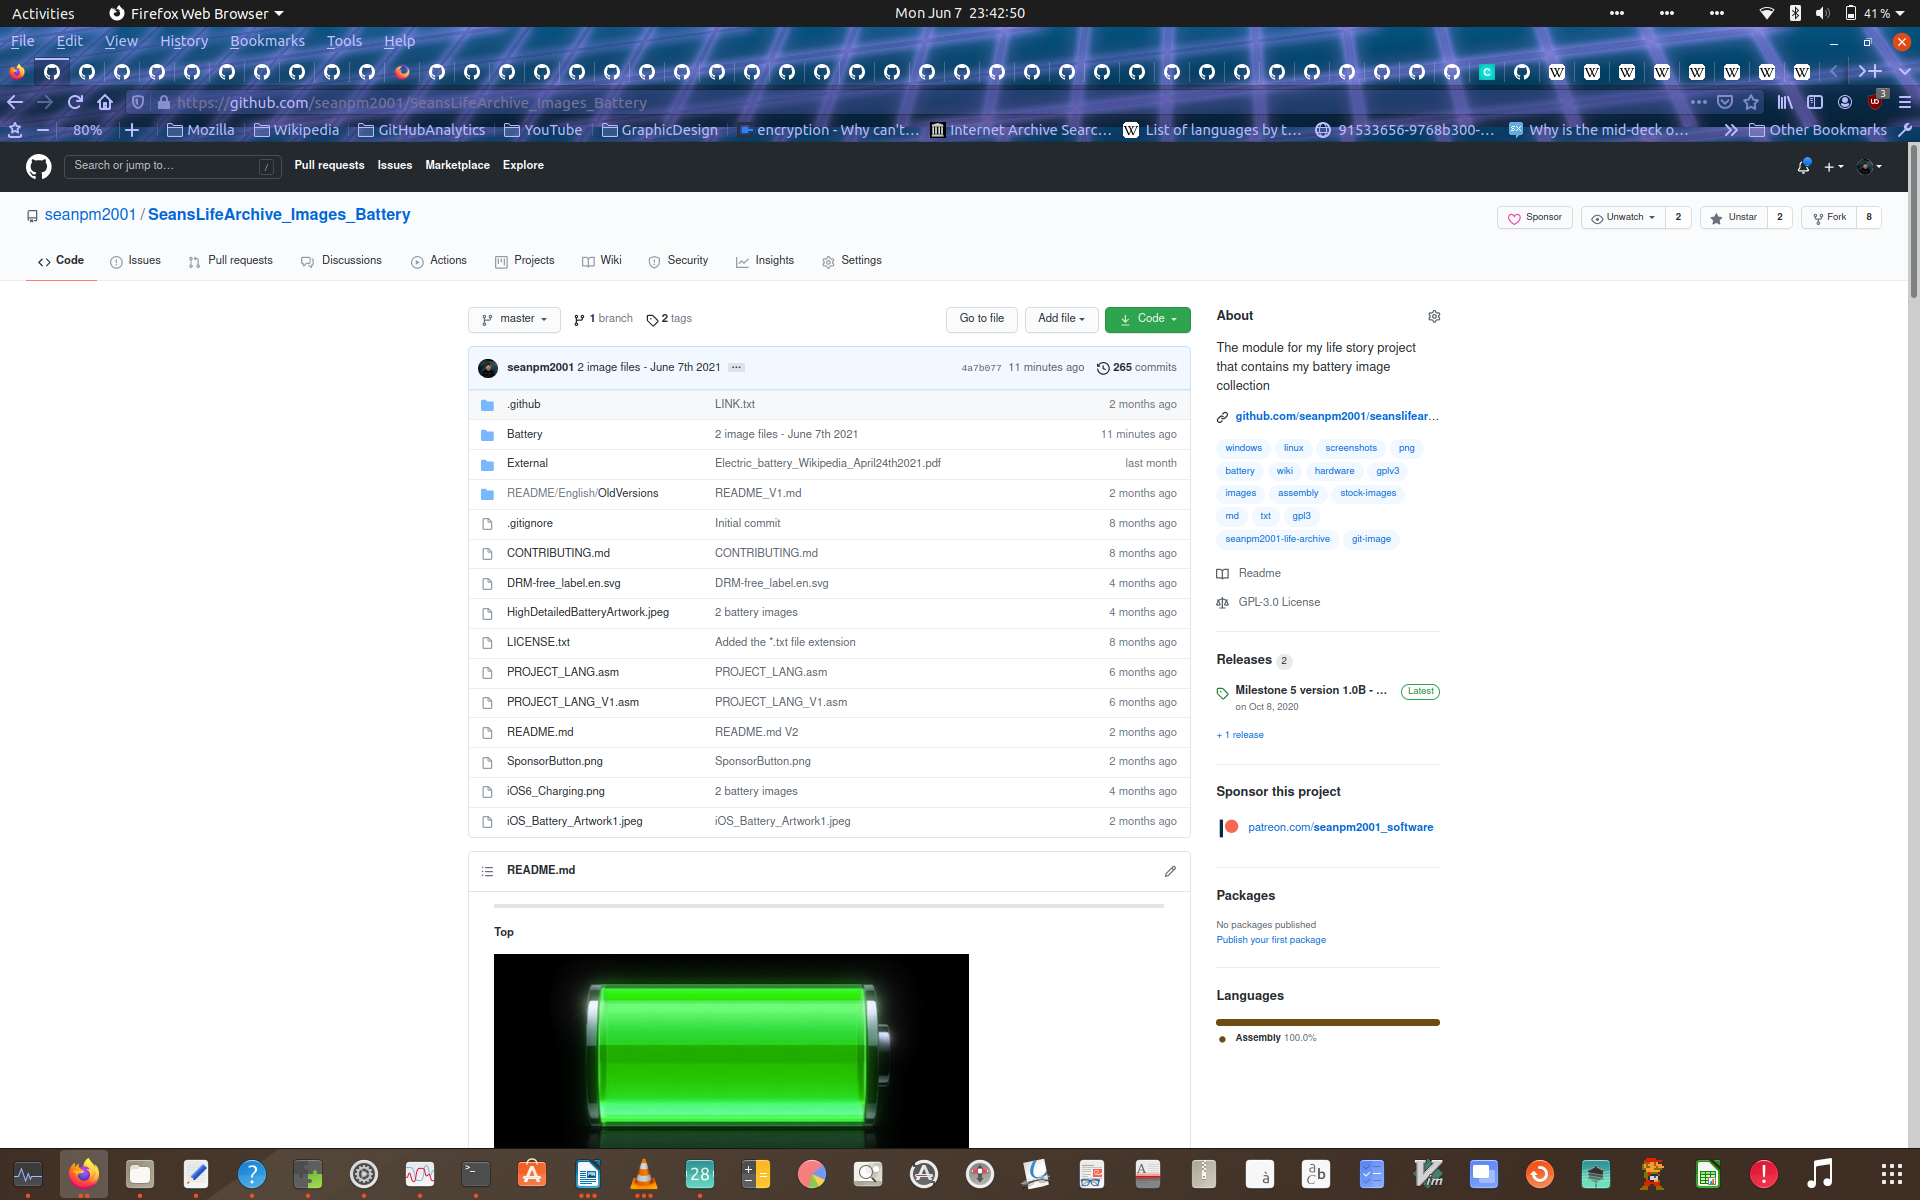 Activities Firefox Web Browser Mon Jun 7 23:42:50 41 %
File Edit View History Bookmarks Tools Help
https://github.com/seanpm2001/SeansLifeArchive_Images_Battery 3
80% Mozilla Wikipedia GitHubAnalytics YouTube GraphicDesign encryption - Why can't… Internet Archive Searc… List of languages by t… 91533656-9768b300-… Why is the mid-deck o… Other Bookmarks
Search or jump to… / Pull requests Issues Marketplace Explore
seanpm2001 / SeansLifeArchive_Images_Battery Sponsor Unwatch 2 Unstar 2 Fork 8
Code Issues Pull requests Discussions Actions Projects Wiki Security Insights Settings
master 1 branch 2 tags Go to file Add file Code
seanpm2001 2 image files - June 7th 2021 4a7b077 11 minutes ago 265 commits
.github LINK.txt 2 months ago
Battery 2 image files - June 7th 2021 11 minutes ago
External Electric_battery_Wikipedia_April24th2021.pdf last month
README/English/OldVersions README_V1.md 2 months ago
.gitignore Initial commit 8 months ago
CONTRIBUTING.md CONTRIBUTING.md 8 months ago
DRM-free_label.en.svg DRM-free_label.en.svg 4 months ago
HighDetailedBatteryArtwork.jpeg 2 battery images 4 months ago
LICENSE.txt Added the *.txt file extension 8 months ago
PROJECT_LANG.asm PROJECT_LANG.asm 6 months ago
PROJECT_LANG_V1.asm PROJECT_LANG_V1.asm 6 months ago
README.md README.md V2 2 months ago
SponsorButton.png SponsorButton.png 2 months ago
iOS6_Charging.png 2 battery images 4 months ago
iOS_Battery_Artwork1.jpeg iOS_Battery_Artwork1.jpeg 2 months ago
README.md
Top
About
The module for my life story project
that contains my battery image
collection
github.com/seanpm2001/seanslifear…
windows linux screenshots png
battery wiki hardware gplv3
images assembly stock-images
md txt gpl3
seanpm2001-life-archive git-image
Readme
GPL-3.0 License
Releases 2
Milestone 5 version 1.0B - … Latest
on Oct 8, 2020
+ 1 release
Sponsor this project
patreon.com/seanpm2001_software
Packages
No packages published
Publish your first package
Languages
Assembly 100.0%
28